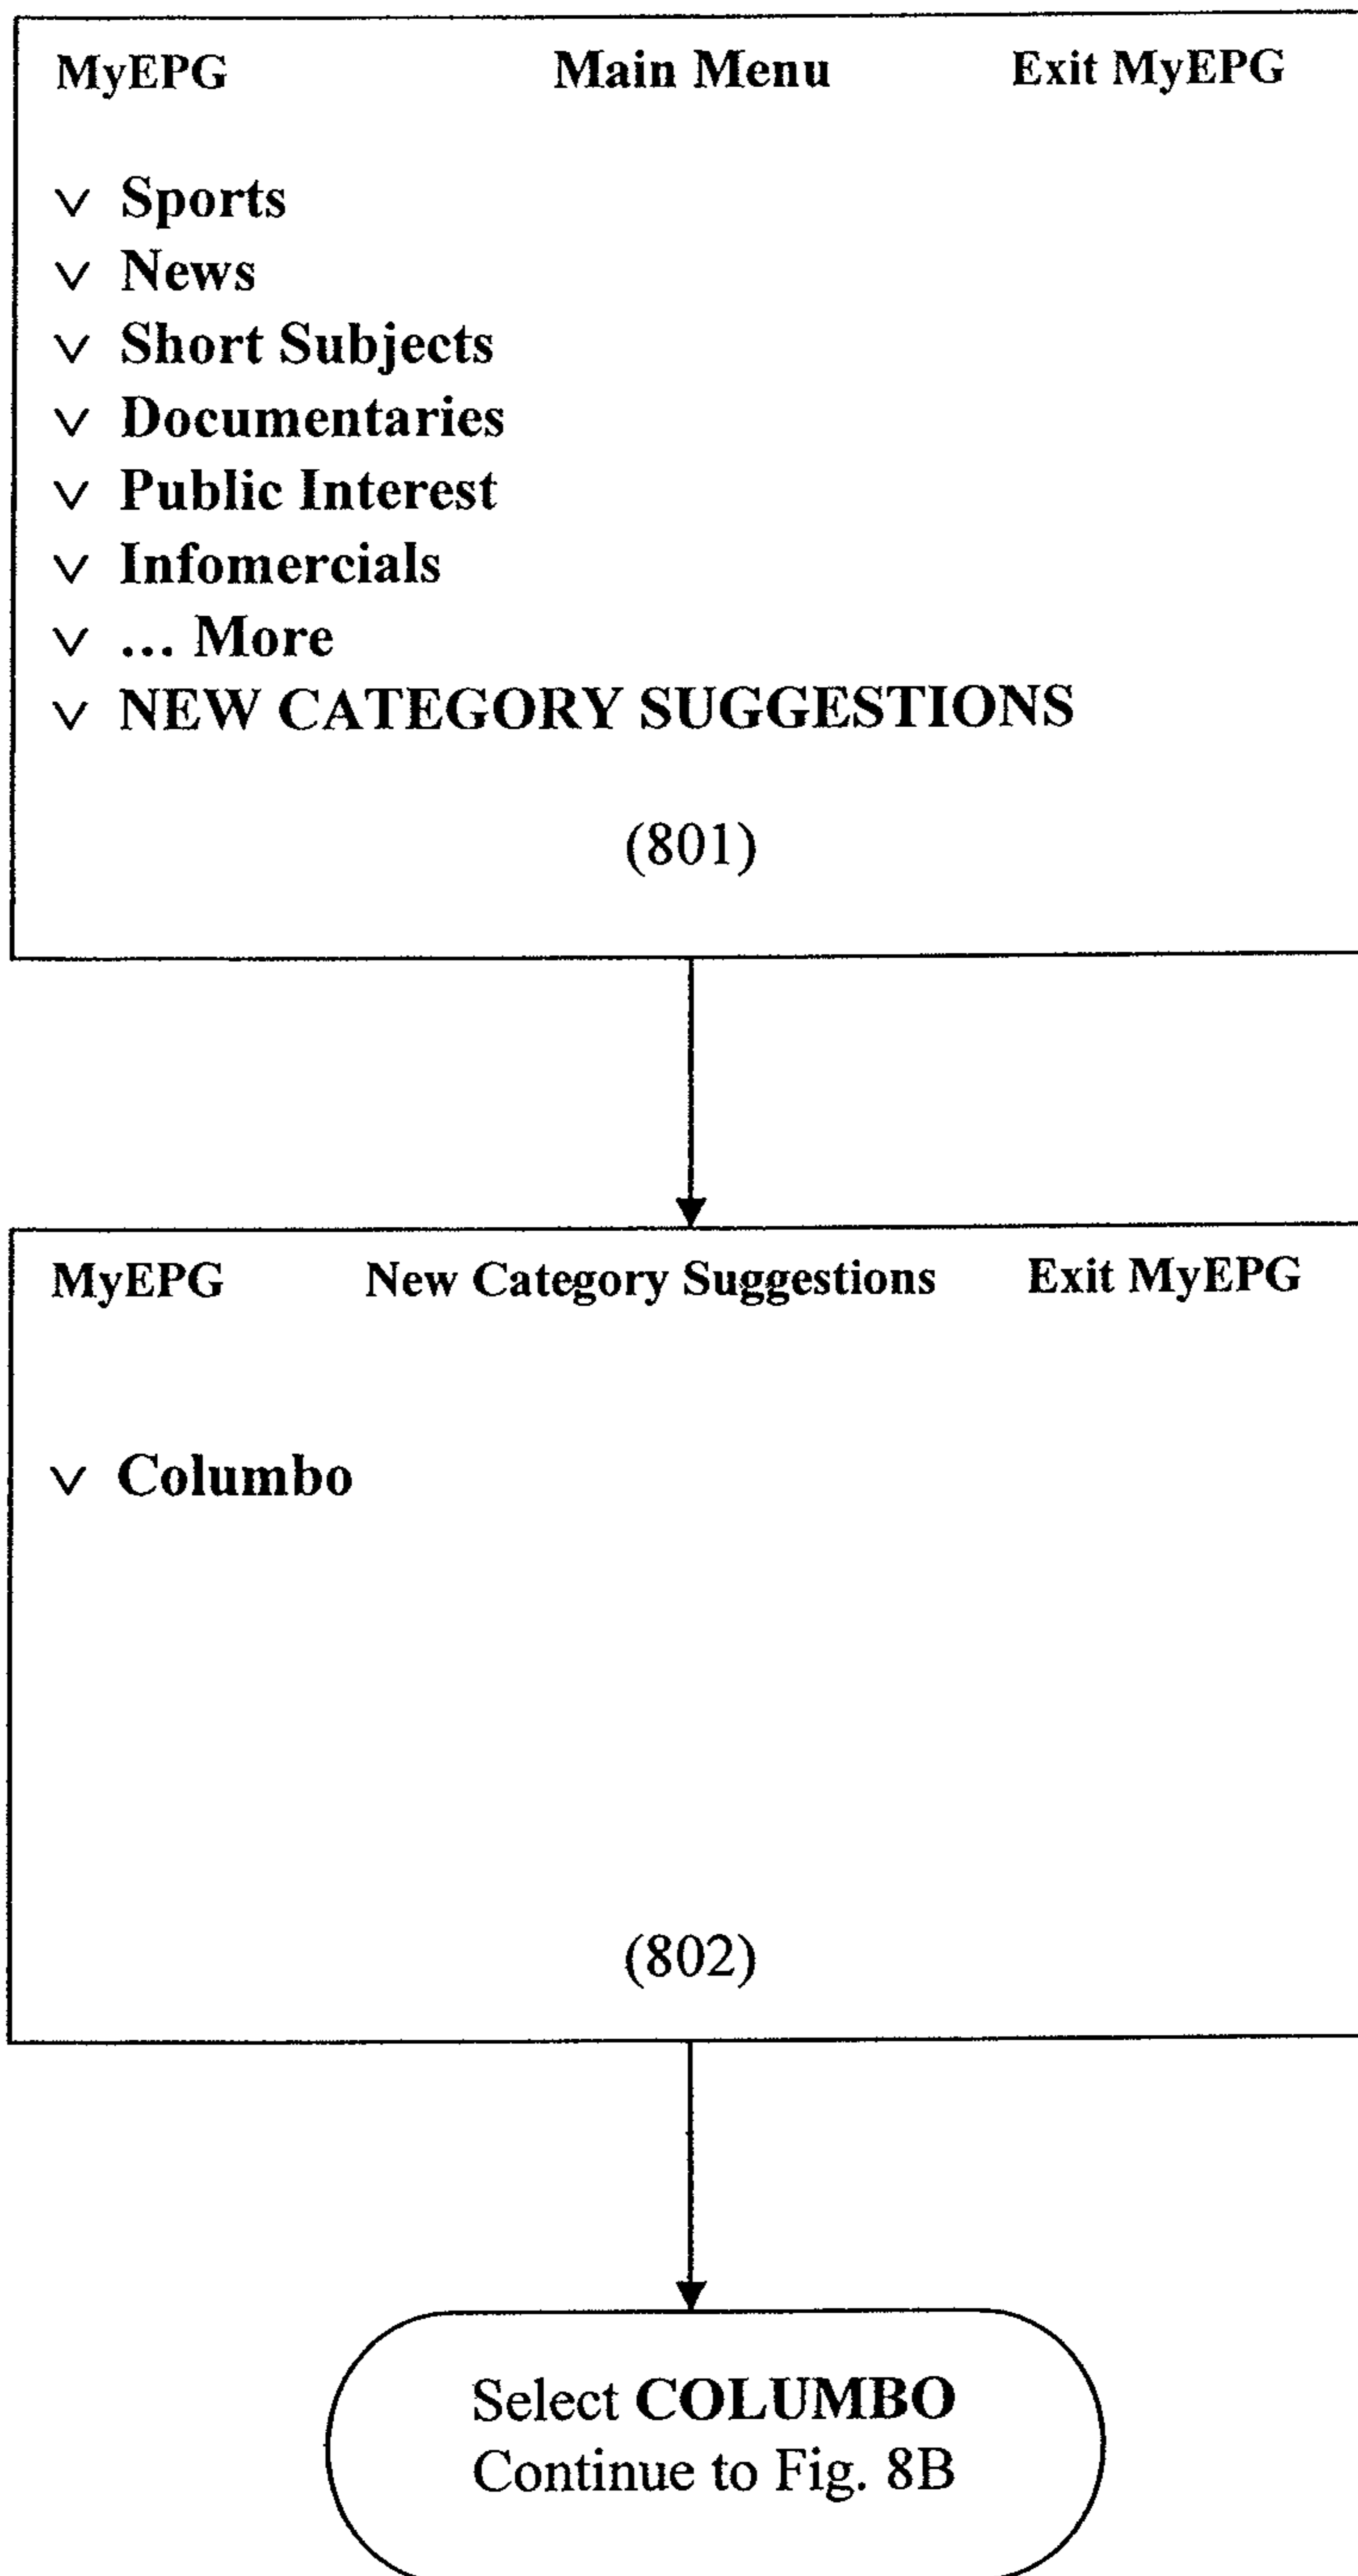 MyEPG Main Menu Exit MyEPG
∨ Sports
∨ News
∨ Short Subjects
∨ Documentaries
∨ Public Interest
∨ Infomercials
∨ ... More
∨ NEW CATEGORY SUGGESTIONS
(801)
MyEPG New Category Suggestions Exit MyEPG
∨ Columbo
(802)
Select COLUMBO
Continue to Fig. 8B